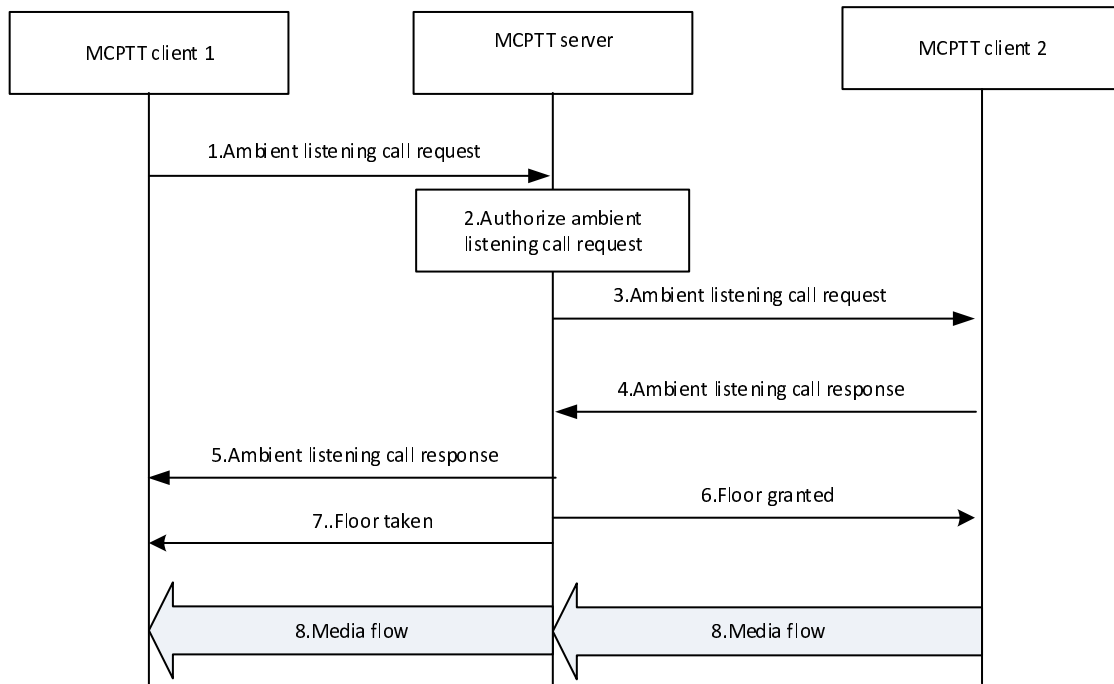 MCPTT client 1
MCPTT server
MCPTT client 2
1.Ambient listening call request
2.Authorize ambient
listening call request
3.Ambient listening call request
4.Ambient listening call response
5.Ambient listening call response
6.Floor granted
7..Floor taken
8.Media flow
8.Media flow